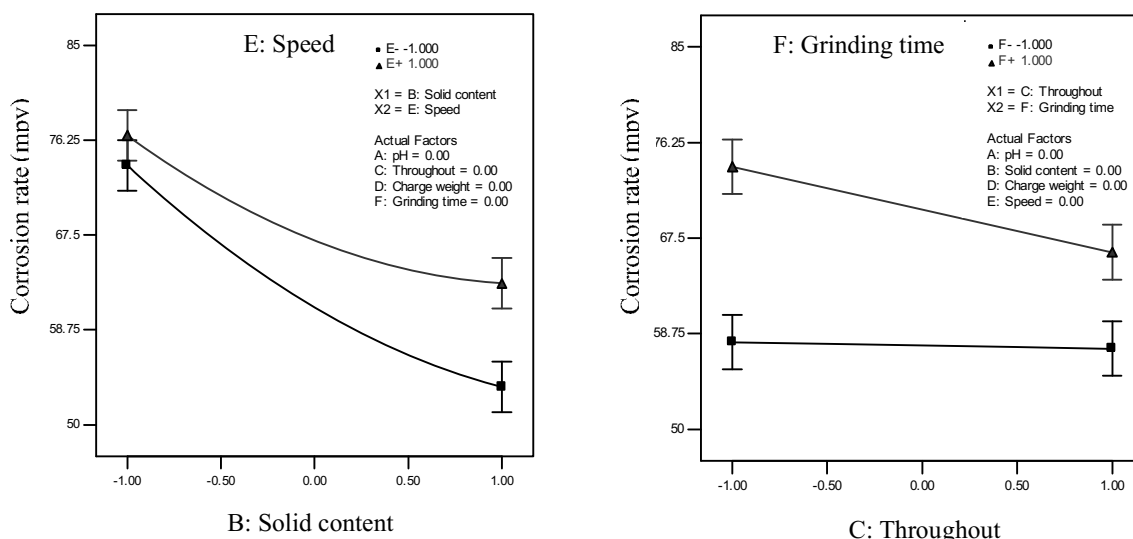 E: Speed
85
76.25
67.5
58.75
50
Corrosion rate (mpy)
E- -1.000
E+ 1.000
X1 = B: Solid content
X2 = E: Speed
Actual Factors
A: pH = 0.00
C: Throughout = 0.00
D: Charge weight = 0.00
F: Grinding time = 0.00
-1.00 -0.50 0.00 0.50 1.00
B: Solid content
F: Grinding time
85
76.25
67.5
58.75
50
Corrosion rate (mpy)
F- -1.000
F+ 1.000
X1 = C: Throughout
X2 = F: Grinding time
Actual Factors
A: pH = 0.00
B: Solid content = 0.00
D: Charge weight = 0.00
E: Speed = 0.00
-1.00 -0.50 0.00 0.50 1.00
C: Throughout